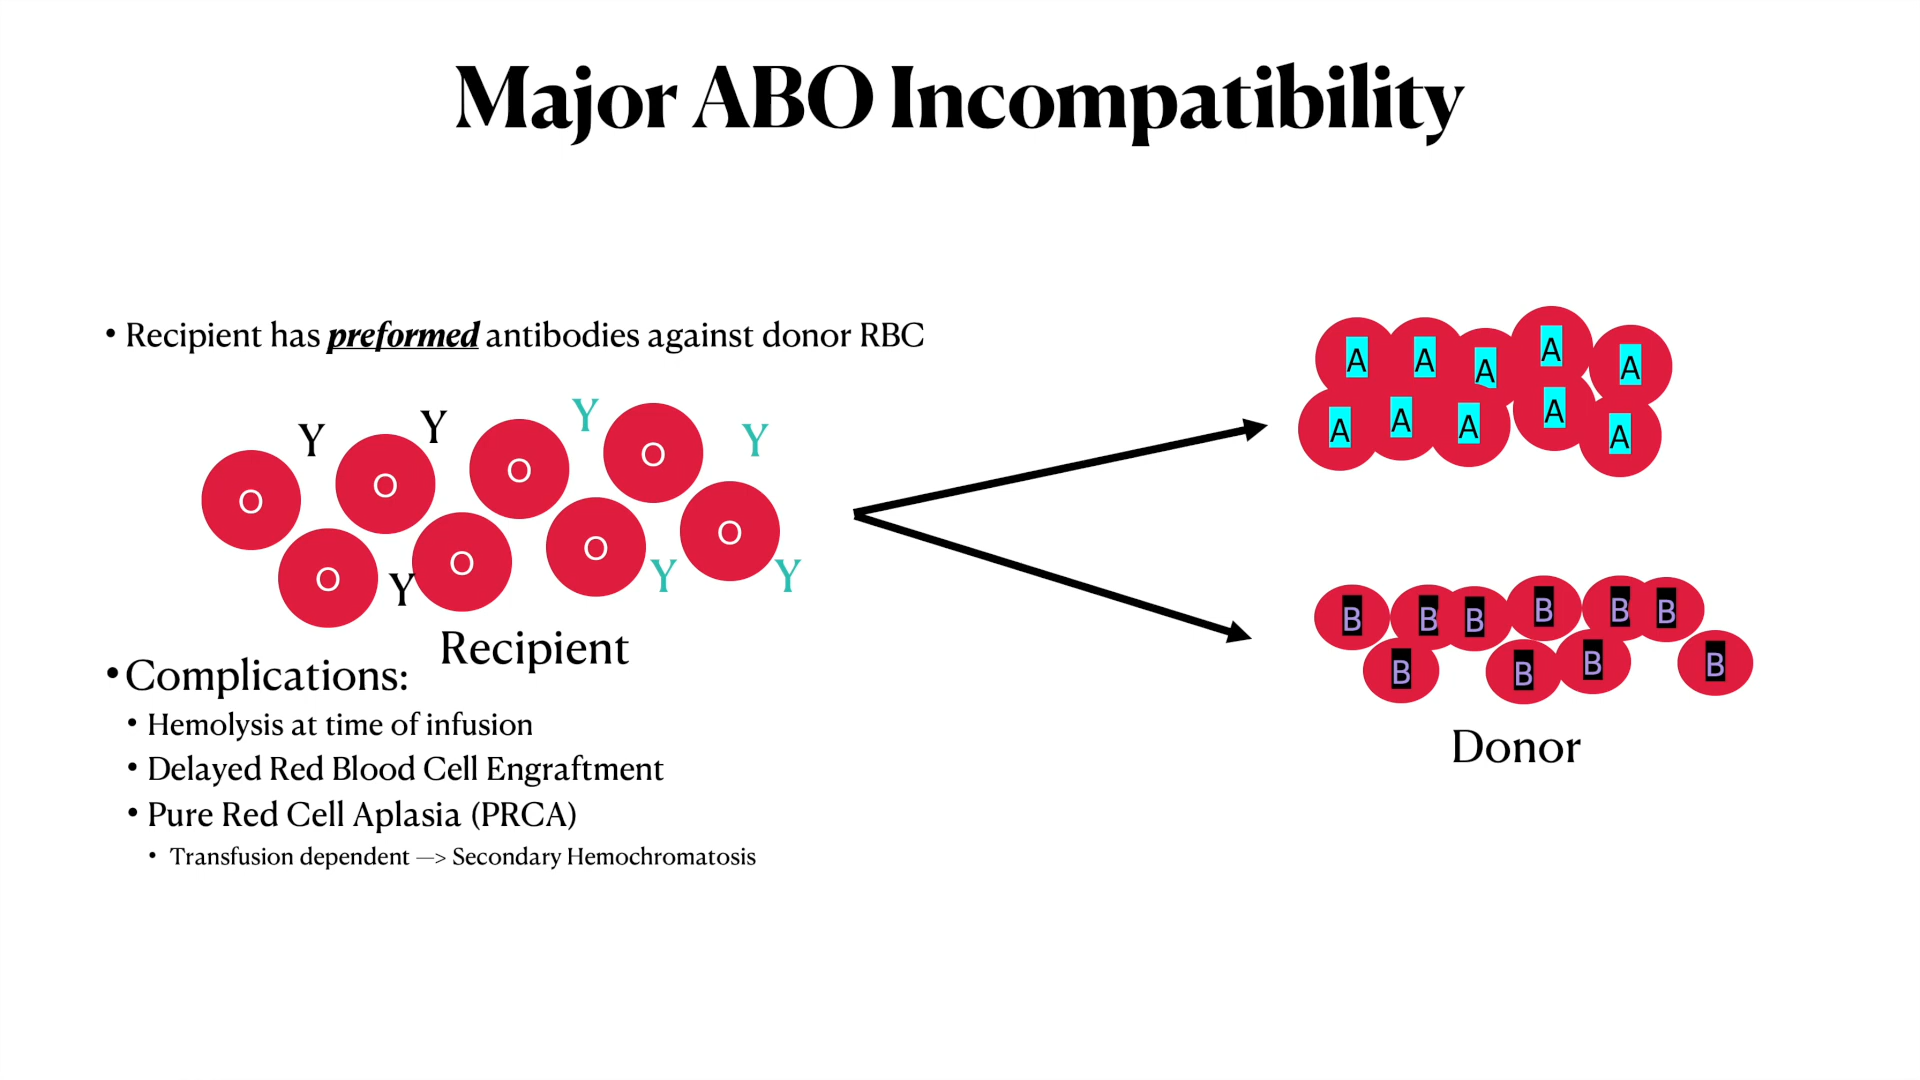 Major ABO Incompatibility
• Recipient has preformed antibodies against donor RBC
Y Y Y Y
O O O O
O O O O O
Y Y Y
Recipient
• Complications:
• Hemolysis at time of infusion
• Delayed Red Blood Cell Engraftment
• Pure Red Cell Aplasia (PRCA)
• Transfusion dependent —> Secondary Hemochromatosis
A A A A A
A A A A A
B B B B B B
B B B B
Donor